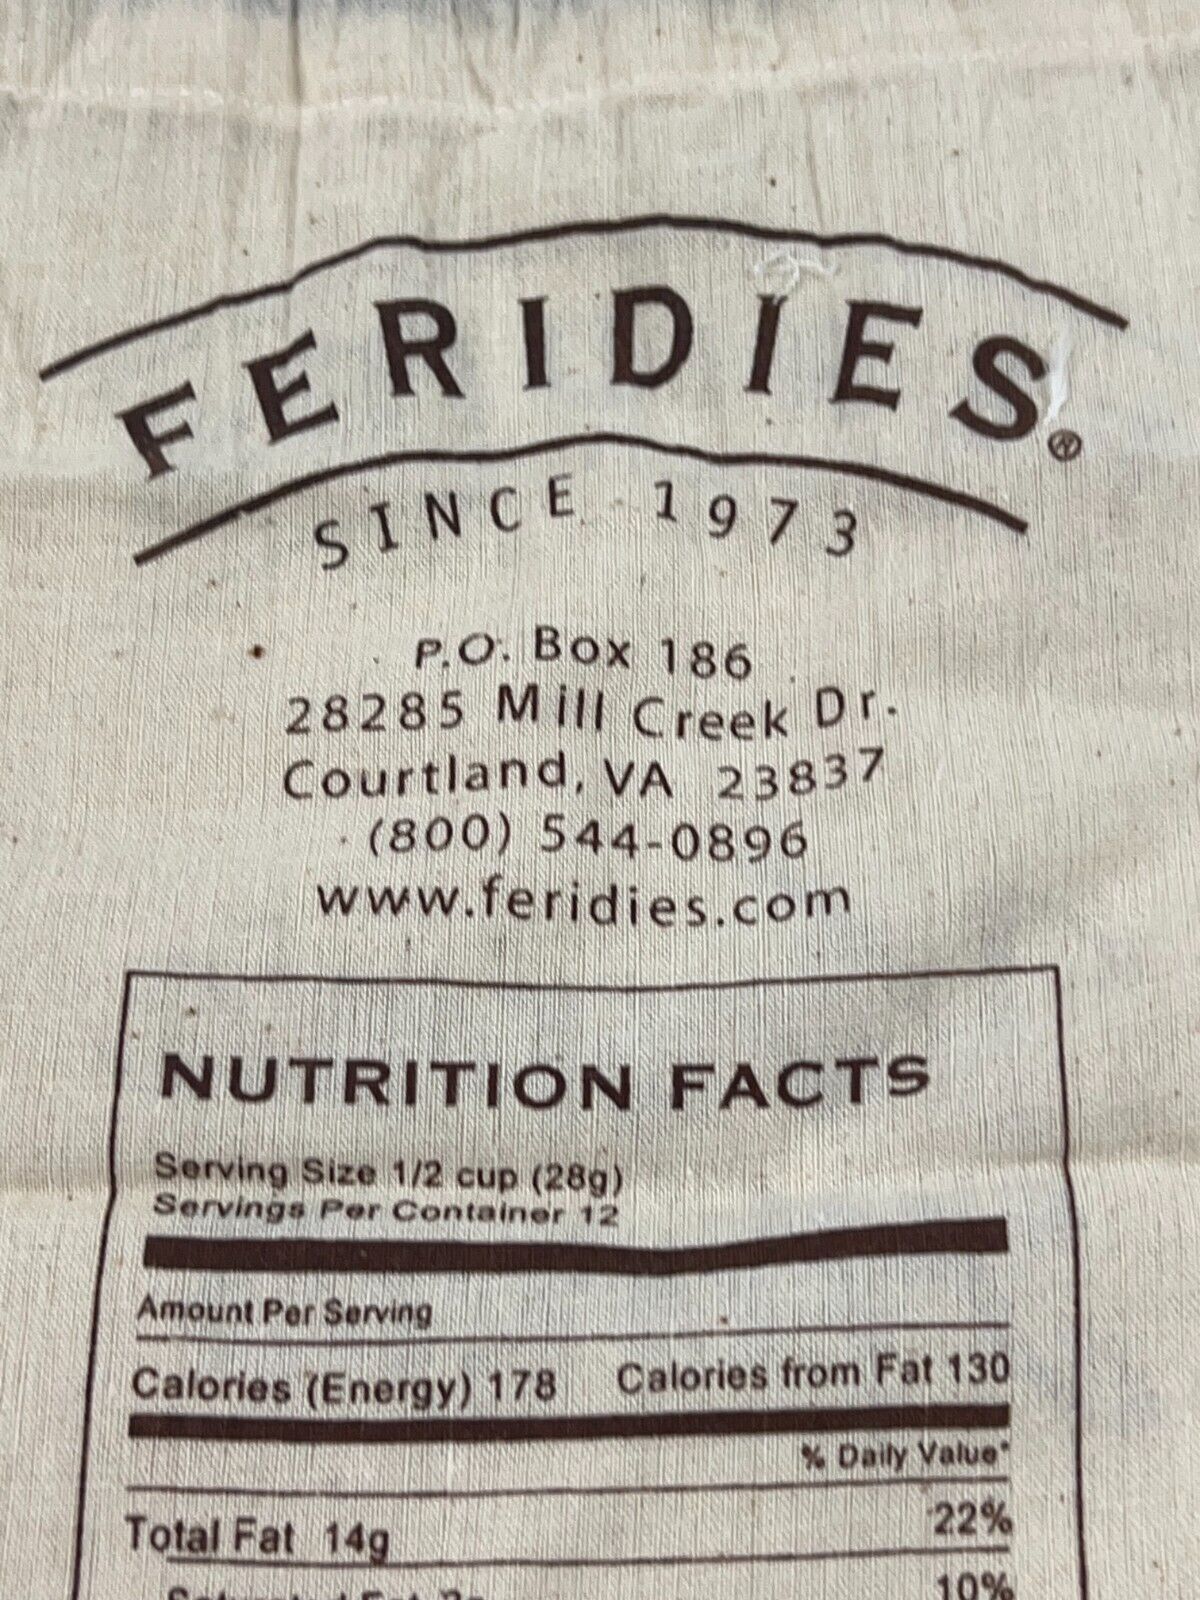 FERIDIES®
SINCE 1973
P.O. Box 186
28285 Mill Creek Dr.
Courtland, VA 23837
(800) 544-0896
www.feridies.com
NUTRITION FACTS
Serving Size 1/2 cup (28g)
Servings Per Container 12
Amount Per Serving
Calories (Energy) 178 Calories from Fat 130
% Daily Value*
Total Fat 14g 22%
10%